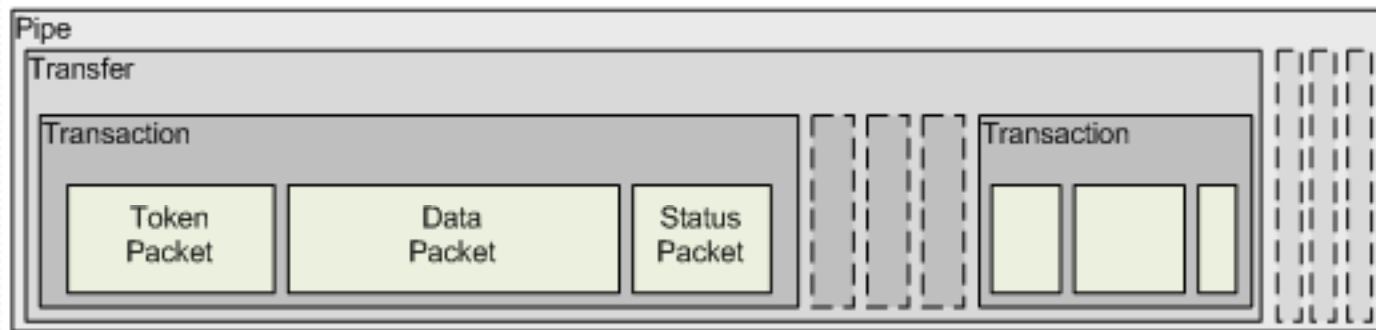 Pipe
Transfer
Transaction
Transaction
Token
Packet
Data
Packet
Status
Packet